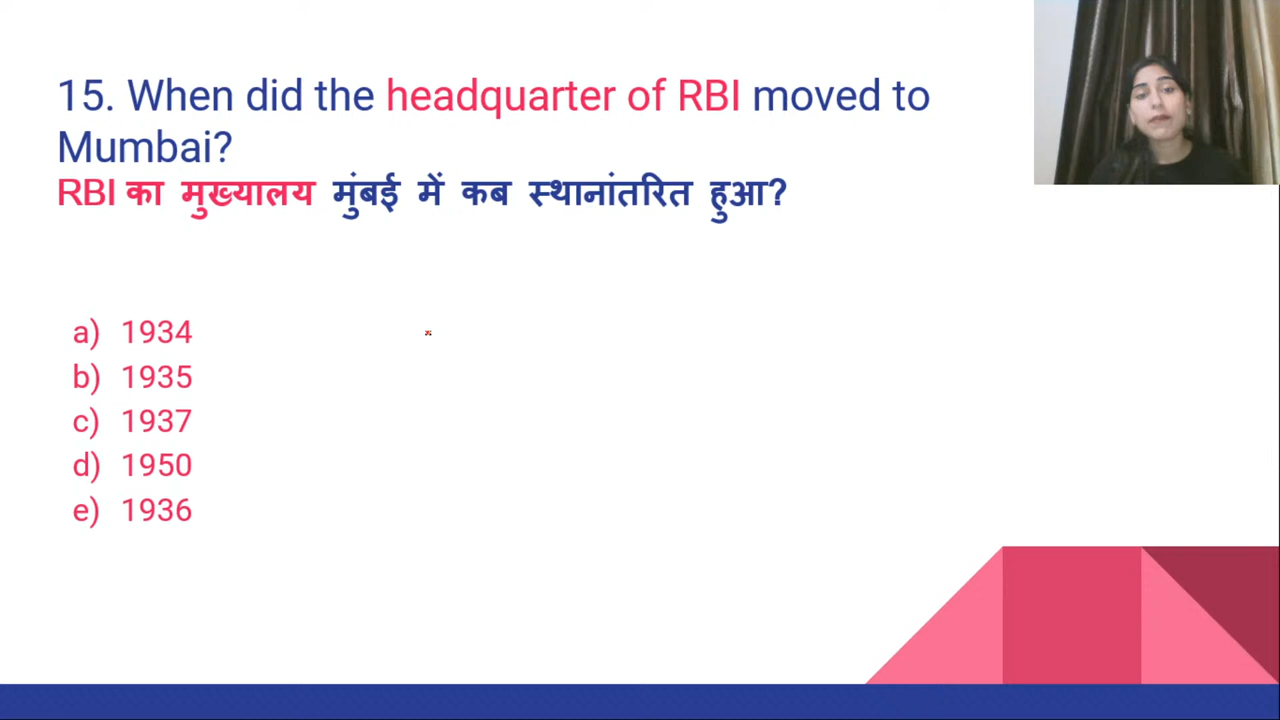 15. When did the headquarter of RBI moved to
Mumbai?
RBI का मुख्यालय मुंबई में कब स्थानांतरित हुआ?
a) 1934
b) 1935
c) 1937
d) 1950
e) 1936